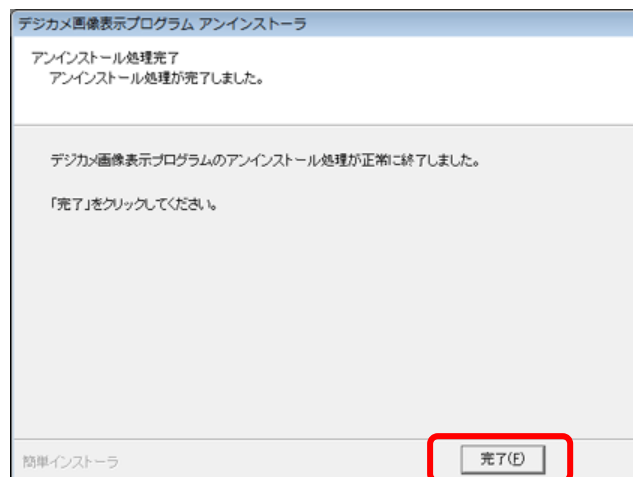 デジカメ画像表示プログラム アンインストーラ
アンインストール処理完了
アンインストール処理が完了しました。
デジカメ画像表示プログラムのアンインストール処理が正常に終了しました。
「完了」をクリックしてください。
簡単インストーラ
完了(F)